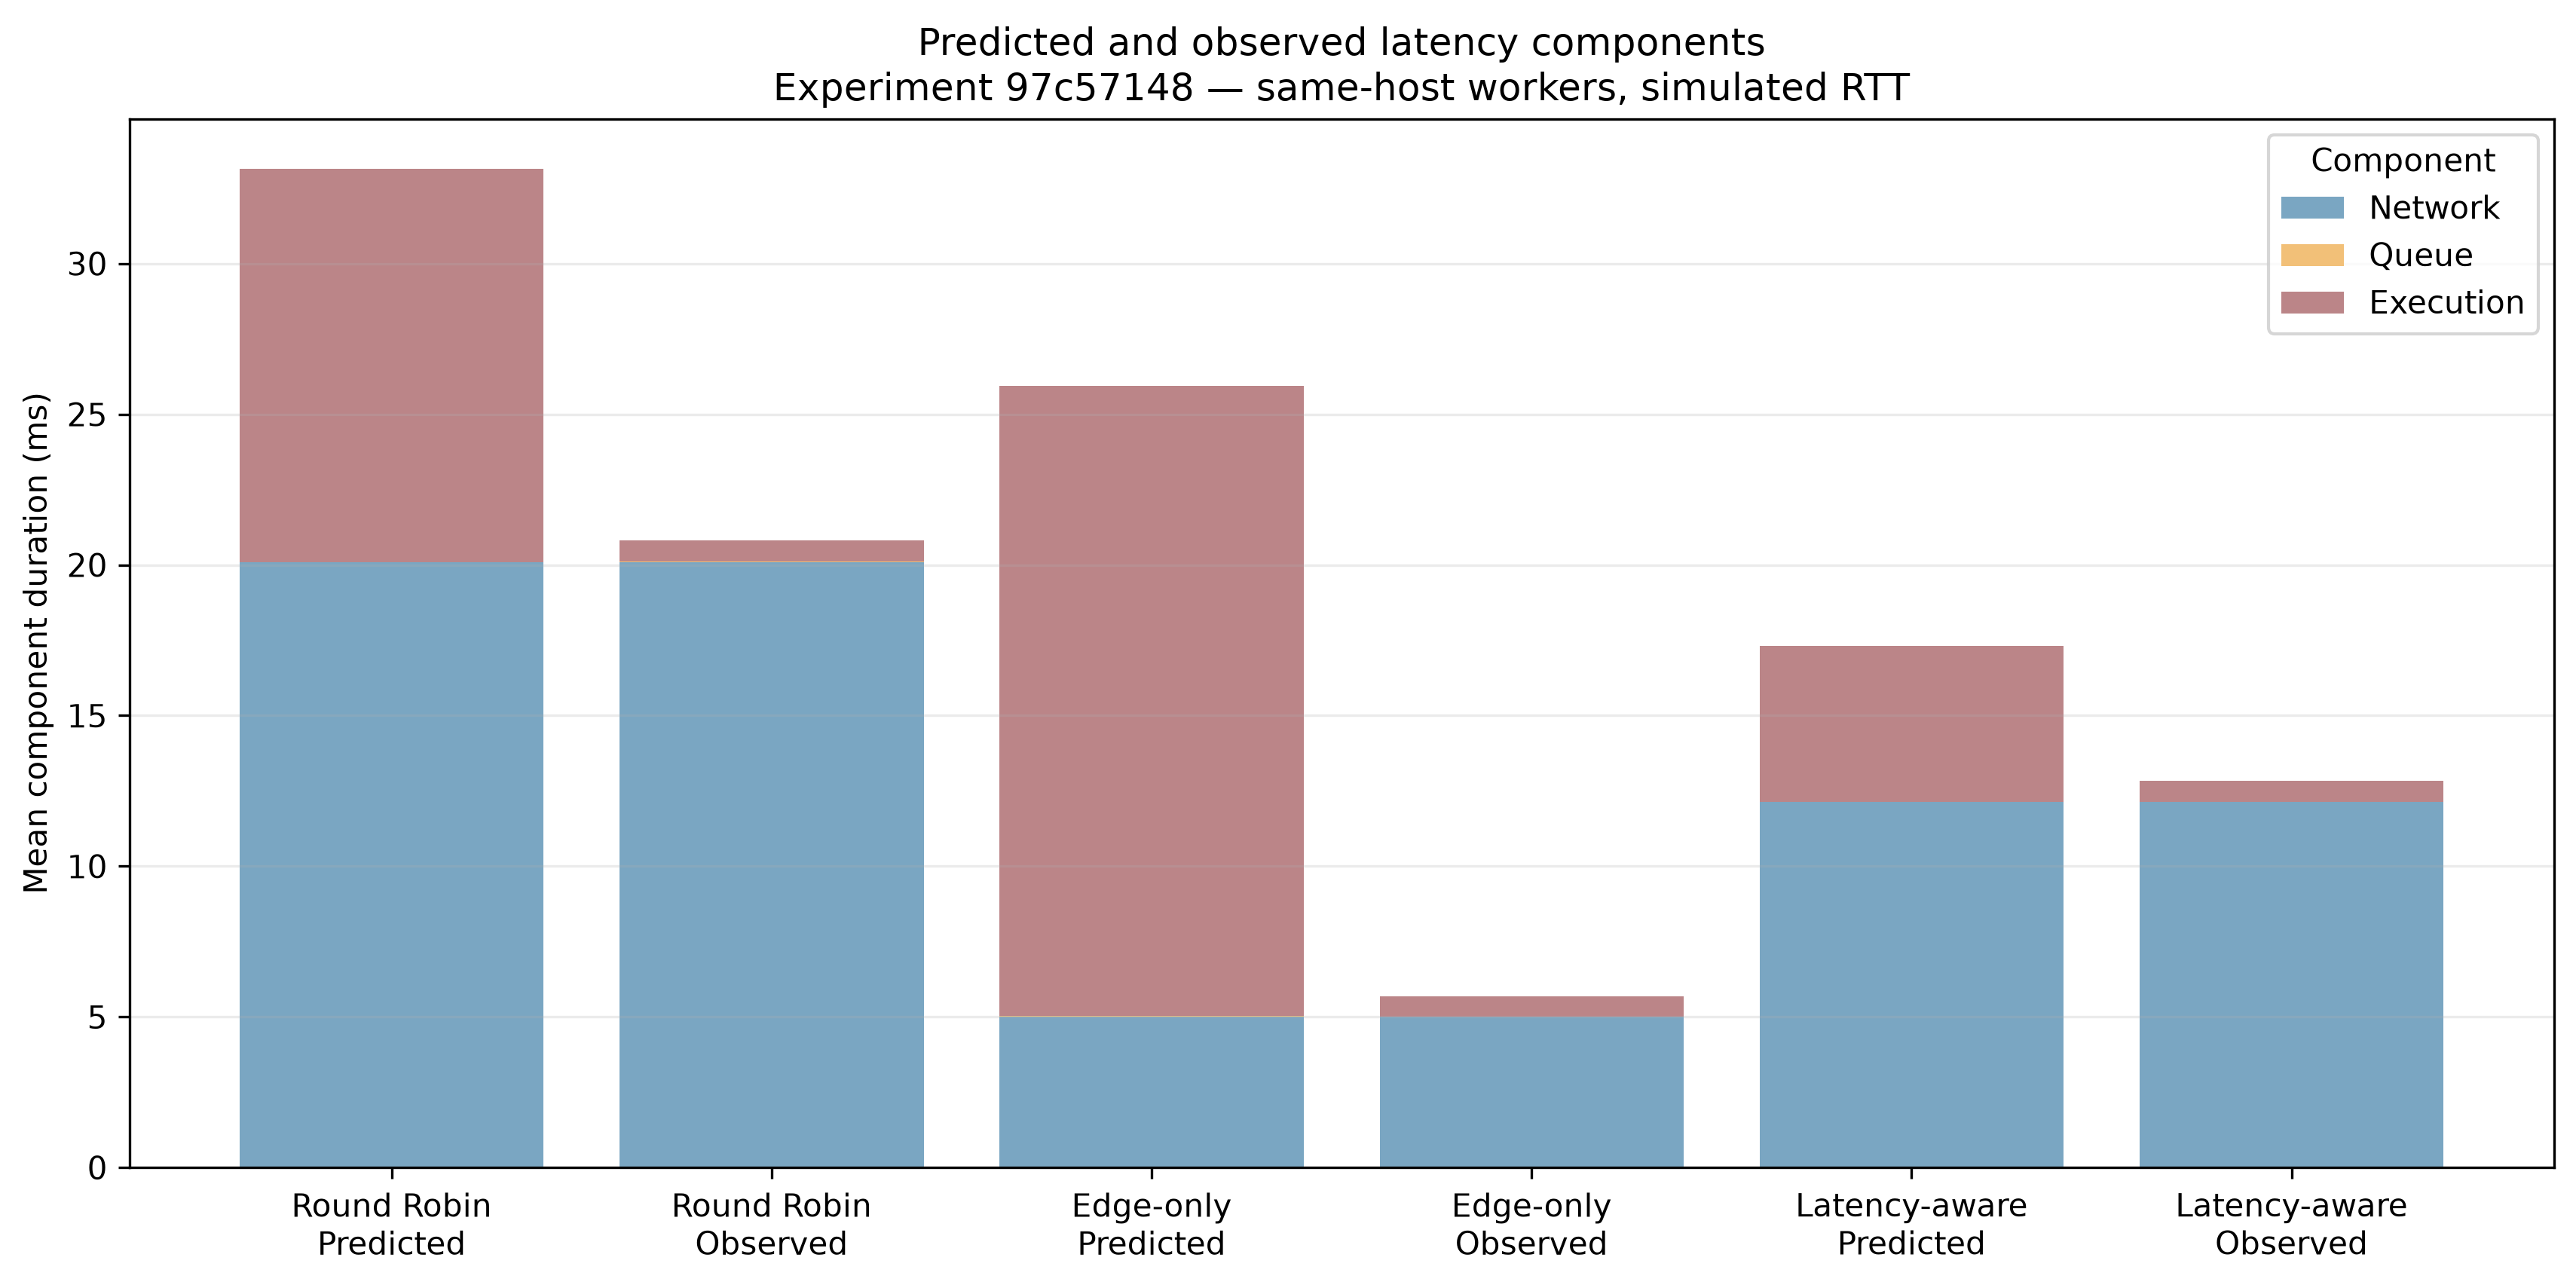 Predicted and observed latency components
Experiment 97c57148 — same-host workers, simulated RTT
Component
Network
Queue
Execution
Mean component duration (ms)
30
25
20
15
10
5
0
Round Robin
Predicted
Round Robin
Observed
Edge-only
Predicted
Edge-only
Observed
Latency-aware
Predicted
Latency-aware
Observed